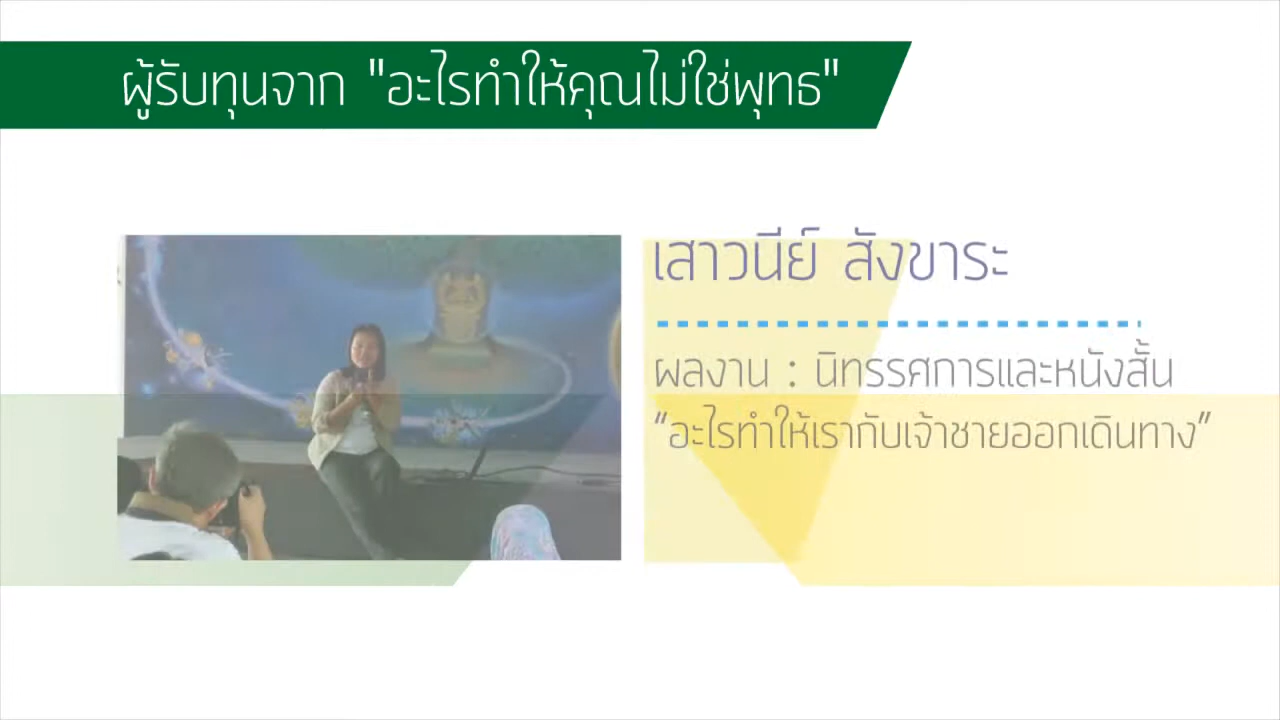 ผู้รับทุนจาก "อะไรทำให้คุณไม่ใช่พุทธ"
เสาวนีย์ สังขาระ
ผลงาน : นิทรรศการและหนังสั้น
“อะไรทำให้เรากับเจ้าชายออกเดินทาง”